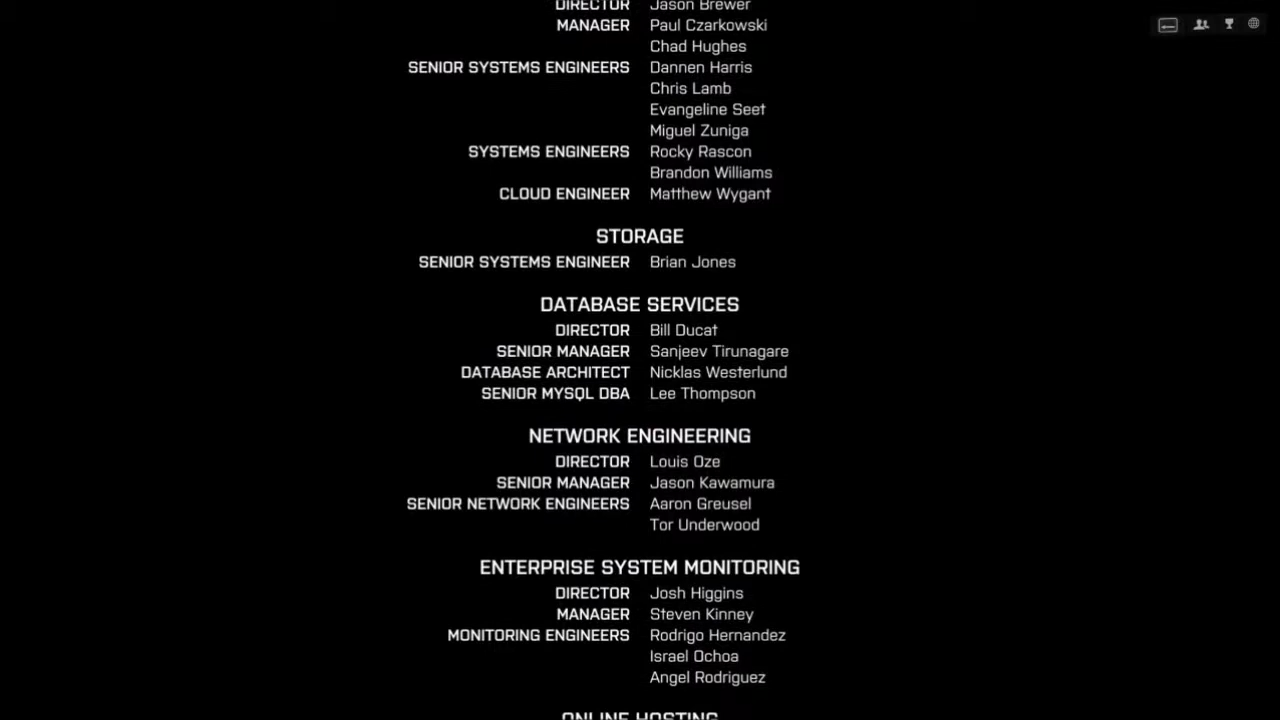 DIRECTOR Jason Brewer
MANAGER Paul Czarkowski
Chad Hughes
SENIOR SYSTEMS ENGINEERS Dannen Harris
Chris Lamb
Evangeline Seet
Miguel Zuniga
SYSTEMS ENGINEERS Rocky Rascon
Brandon Williams
CLOUD ENGINEER Matthew Wygant
STORAGE
SENIOR SYSTEMS ENGINEER Brian Jones
DATABASE SERVICES
DIRECTOR Bill Ducat
SENIOR MANAGER Sanjeev Tirunagare
DATABASE ARCHITECT Nicklas Westerlund
SENIOR MYSQL DBA Lee Thompson
NETWORK ENGINEERING
DIRECTOR Louis Oze
SENIOR MANAGER Jason Kawamura
SENIOR NETWORK ENGINEERS Aaron Greusel
Tor Underwood
ENTERPRISE SYSTEM MONITORING
DIRECTOR Josh Higgins
MANAGER Steven Kinney
MONITORING ENGINEERS Rodrigo Hernandez
Israel Ochoa
Angel Rodriguez
ONLINE HOSTING